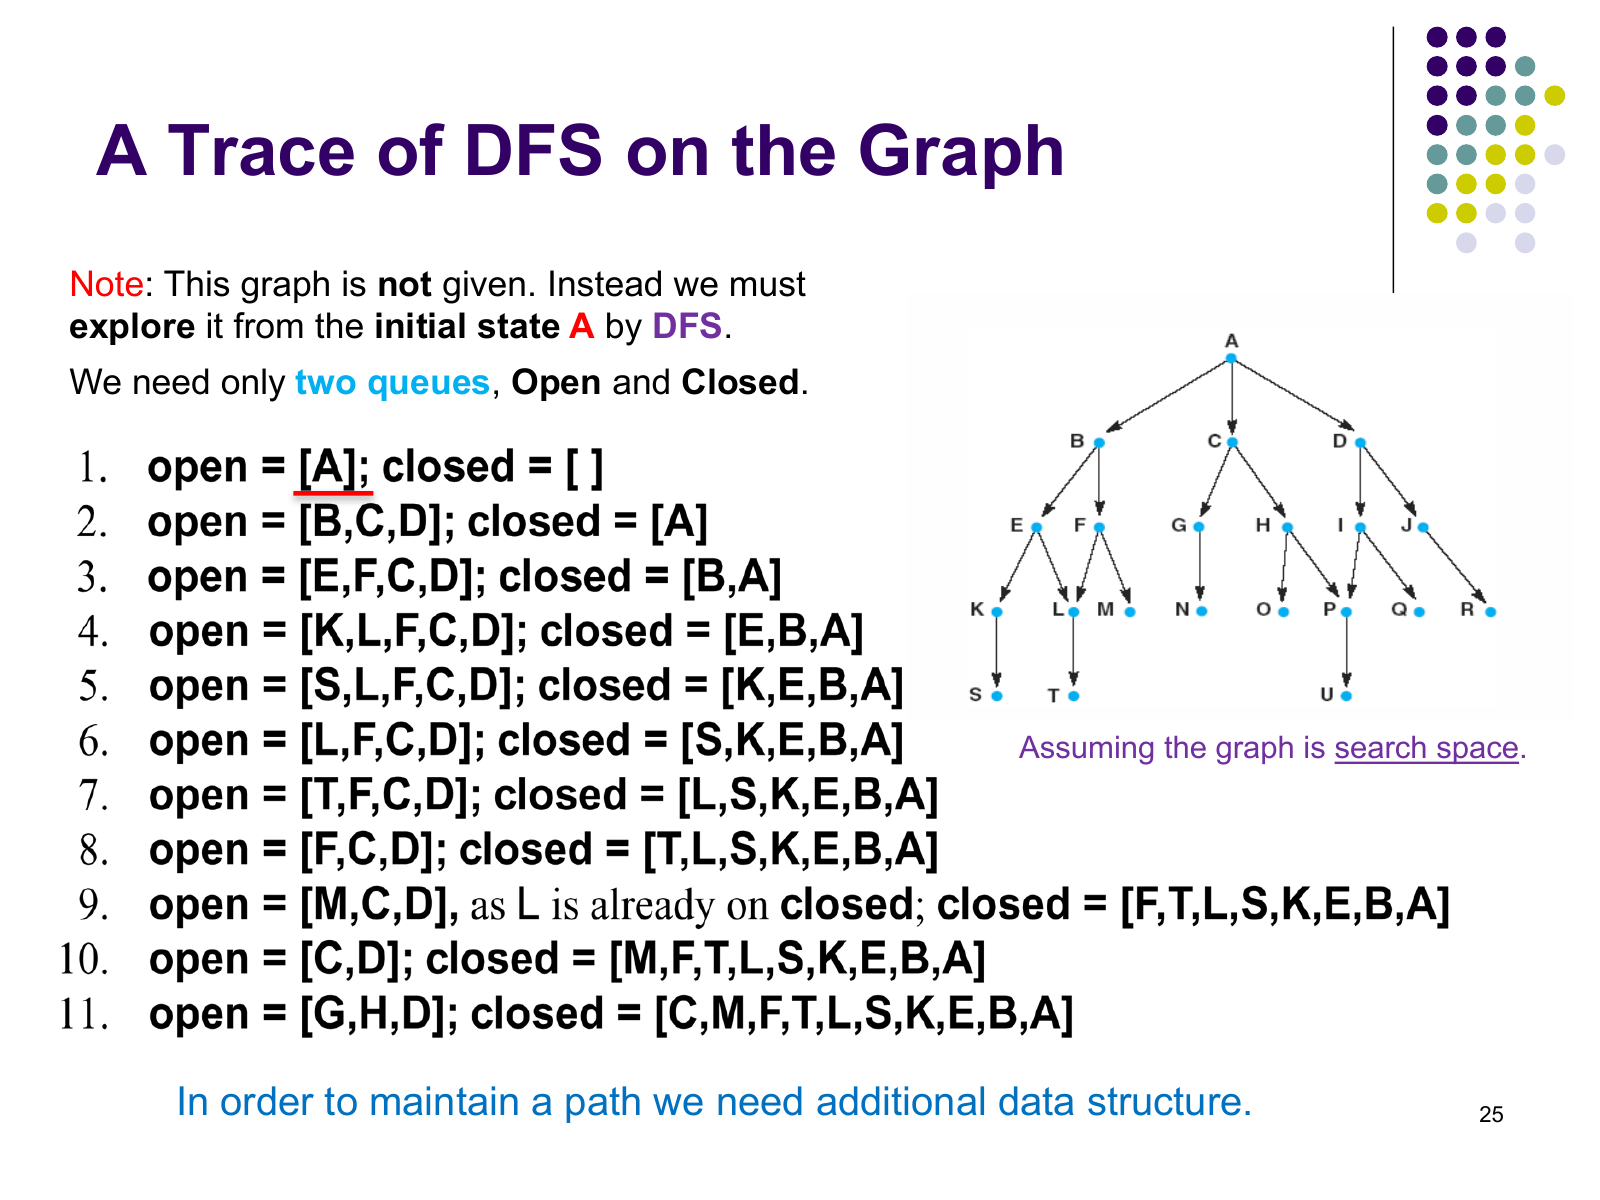 A Trace of DFS on the Graph
Note: This graph is not given. Instead we must
explore it from the initial state A by DFS.
We need only two queues, Open and Closed.
1. open = [A]; closed = [ ]
2. open = [B,C,D]; closed = [A]
3. open = [E,F,C,D]; closed = [B,A]
4. open = [K,L,F,C,D]; closed = [E,B,A]
5. open = [S,L,F,C,D]; closed = [K,E,B,A]
6. open = [L,F,C,D]; closed = [S,K,E,B,A]
7. open = [T,F,C,D]; closed = [L,S,K,E,B,A]
8. open = [F,C,D]; closed = [T,L,S,K,E,B,A]
9. open = [M,C,D], as L is already on closed; closed = [F,T,L,S,K,E,B,A]
10. open = [C,D]; closed = [M,F,T,L,S,K,E,B,A]
11. open = [G,H,D]; closed = [C,M,F,T,L,S,K,E,B,A]
A
B C D
E F G H I J
K L M N O P Q R
S T U
Assuming the graph is search space.
In order to maintain a path we need additional data structure.
25